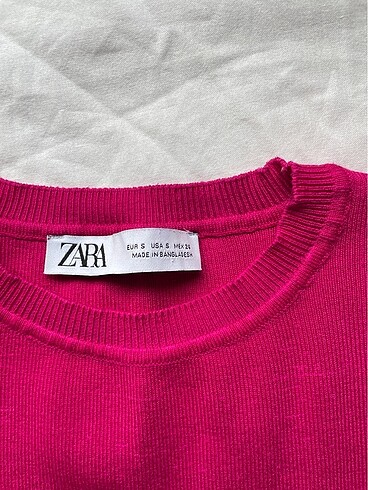 ZARA
EUR S USA S MEX 26
MADE IN BANGLADESH